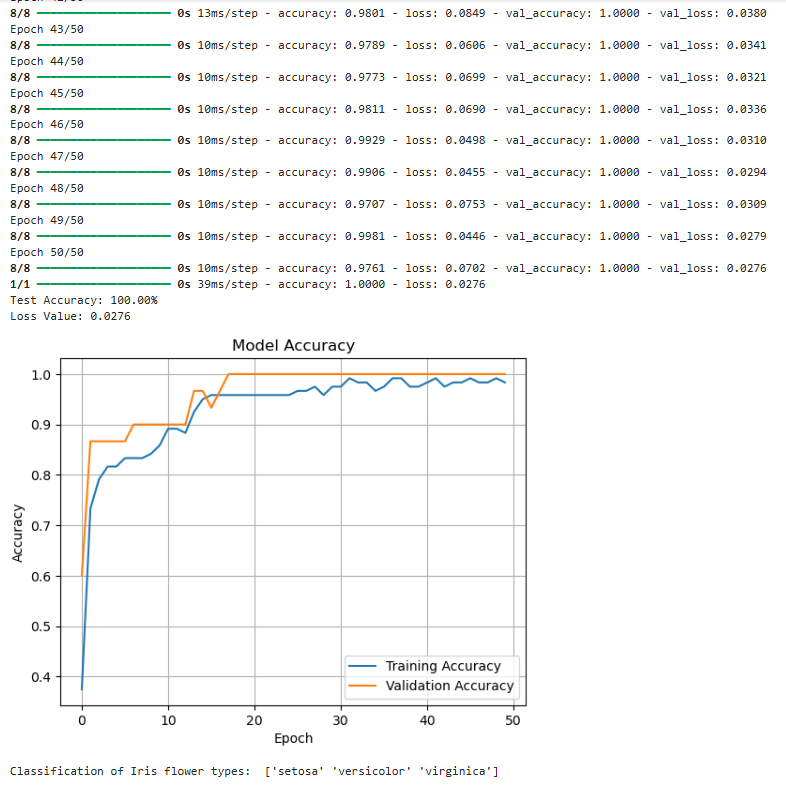 8/8 ━━━━━━━━━━━━━━━━━━━━ 0s 13ms/step - accuracy: 0.9801 - loss: 0.0849 - val_accuracy: 1.0000 - val_loss: 0.0380
Epoch 43/50
8/8 ━━━━━━━━━━━━━━━━━━━━ 0s 10ms/step - accuracy: 0.9789 - loss: 0.0606 - val_accuracy: 1.0000 - val_loss: 0.0341
Epoch 44/50
8/8 ━━━━━━━━━━━━━━━━━━━━ 0s 10ms/step - accuracy: 0.9773 - loss: 0.0699 - val_accuracy: 1.0000 - val_loss: 0.0321
Epoch 45/50
8/8 ━━━━━━━━━━━━━━━━━━━━ 0s 10ms/step - accuracy: 0.9811 - loss: 0.0690 - val_accuracy: 1.0000 - val_loss: 0.0336
Epoch 46/50
8/8 ━━━━━━━━━━━━━━━━━━━━ 0s 10ms/step - accuracy: 0.9929 - loss: 0.0498 - val_accuracy: 1.0000 - val_loss: 0.0310
Epoch 47/50
8/8 ━━━━━━━━━━━━━━━━━━━━ 0s 10ms/step - accuracy: 0.9906 - loss: 0.0455 - val_accuracy: 1.0000 - val_loss: 0.0294
Epoch 48/50
8/8 ━━━━━━━━━━━━━━━━━━━━ 0s 10ms/step - accuracy: 0.9707 - loss: 0.0753 - val_accuracy: 1.0000 - val_loss: 0.0309
Epoch 49/50
8/8 ━━━━━━━━━━━━━━━━━━━━ 0s 10ms/step - accuracy: 0.9981 - loss: 0.0446 - val_accuracy: 1.0000 - val_loss: 0.0279
Epoch 50/50
8/8 ━━━━━━━━━━━━━━━━━━━━ 0s 10ms/step - accuracy: 0.9761 - loss: 0.0702 - val_accuracy: 1.0000 - val_loss: 0.0276
1/1 ━━━━━━━━━━━━━━━━━━━━ 0s 39ms/step - accuracy: 1.0000 - loss: 0.0276
Test Accuracy: 100.00%
Loss Value: 0.0276
Model Accuracy
1.0
0.9
0.8
0.7
0.6
0.5
0.4
Accuracy
Training Accuracy
Validation Accuracy
0 10 20 30 40 50
Epoch
Classification of Iris flower types:  ['setosa' 'versicolor' 'virginica']